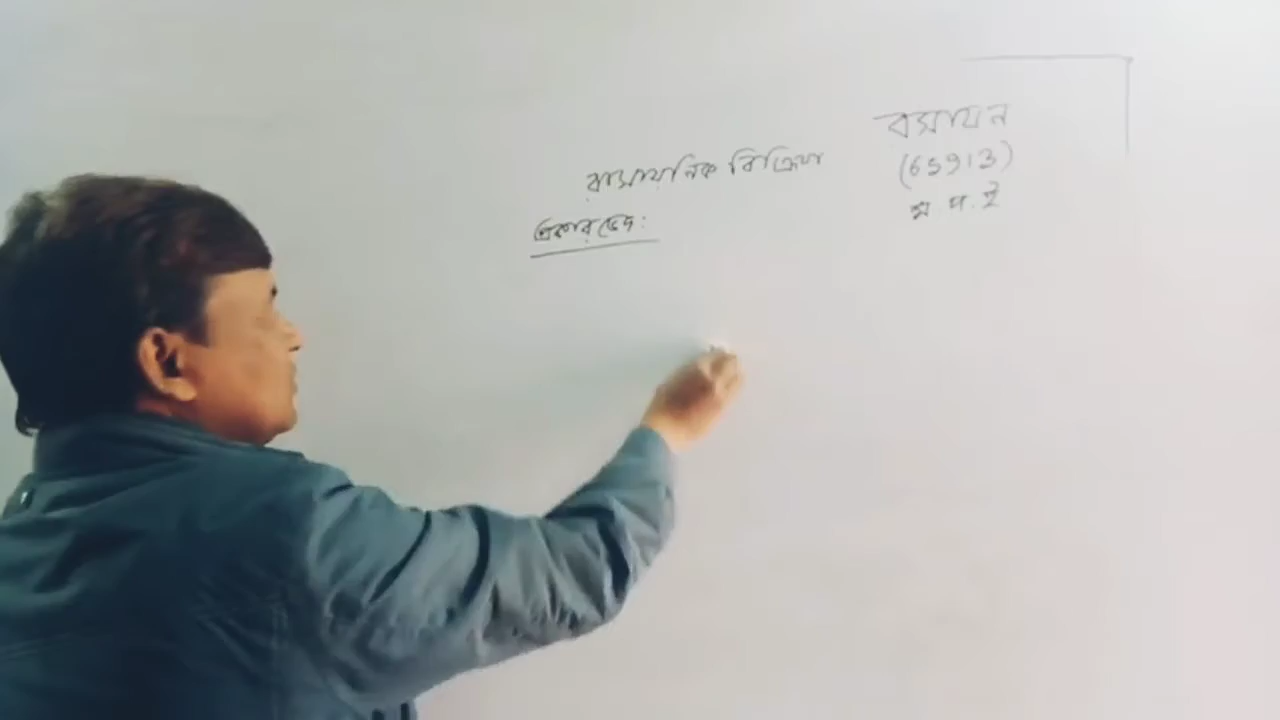 রসায়ন
(65913)
ম.প.ই
রাসায়নিক বিক্রিয়া
প্রকারভেদ: